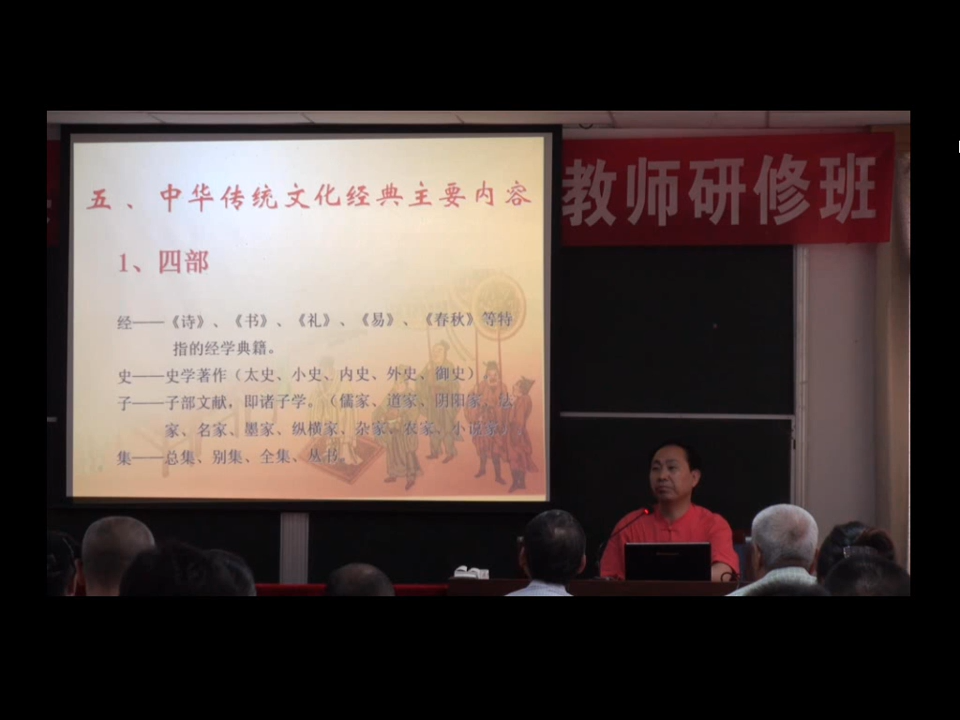 五、中华传统文化经典主要内容
教师研修班
1、四部
经——《诗》、《书》、《礼》、《易》、《春秋》等特
指的经学典籍。
史——史学著作（太史、小史、内史、外史、御史）。
子——子部文献，即诸子学。（儒家、道家、阴阳家、法
家、名家、墨家、纵横家、杂家、农家、小说家）
集——总集、别集、全集、丛书。